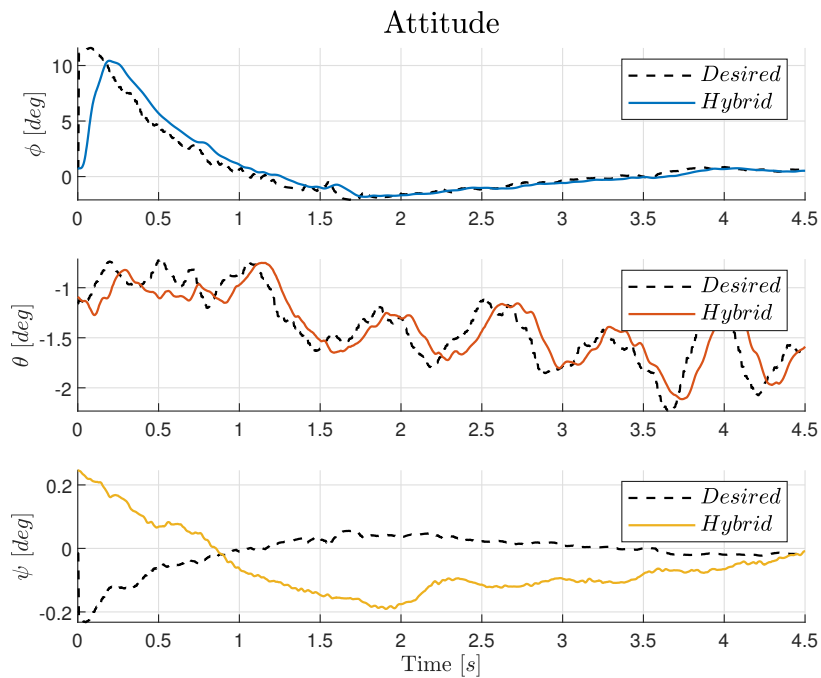 Attitude
ϕ [deg]
10
5
0
Desired
Hybrid
0 0.5 1 1.5 2 2.5 3 3.5 4 4.5
θ [deg]
-1
-1.5
-2
Desired
Hybrid
0 0.5 1 1.5 2 2.5 3 3.5 4 4.5
ψ [deg]
0.2
0
-0.2
Desired
Hybrid
0 0.5 1 1.5 2 2.5 3 3.5 4 4.5
Time [s]